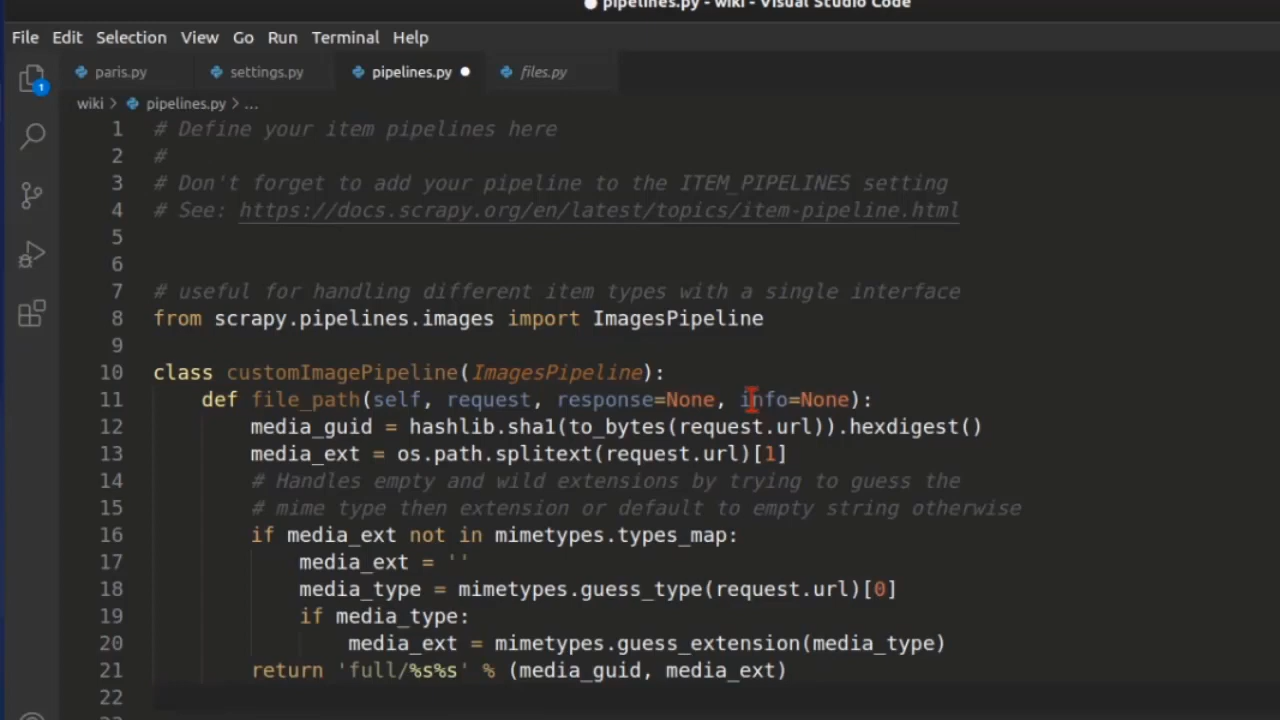 pipelines.py - wiki - Visual Studio Code
File Edit Selection View Go Run Terminal Help
paris.py settings.py pipelines.py files.py
1
wiki > pipelines.py > ...
1 # Define your item pipelines here
2 #
3 # Don't forget to add your pipeline to the ITEM_PIPELINES setting
4 # See: https://docs.scrapy.org/en/latest/topics/item-pipeline.html
5
6
7 # useful for handling different item types with a single interface
8 from scrapy.pipelines.images import ImagesPipeline
9
10 class customImagePipeline(ImagesPipeline):
11     def file_path(self, request, response=None, info=None):
12         media_guid = hashlib.sha1(to_bytes(request.url)).hexdigest()
13         media_ext = os.path.splitext(request.url)[1]
14         # Handles empty and wild extensions by trying to guess the
15         # mime type then extension or default to empty string otherwise
16         if media_ext not in mimetypes.types_map:
17             media_ext = ''
18             media_type = mimetypes.guess_type(request.url)[0]
19             if media_type:
20                 media_ext = mimetypes.guess_extension(media_type)
21         return 'full/%s%s' % (media_guid, media_ext)
22